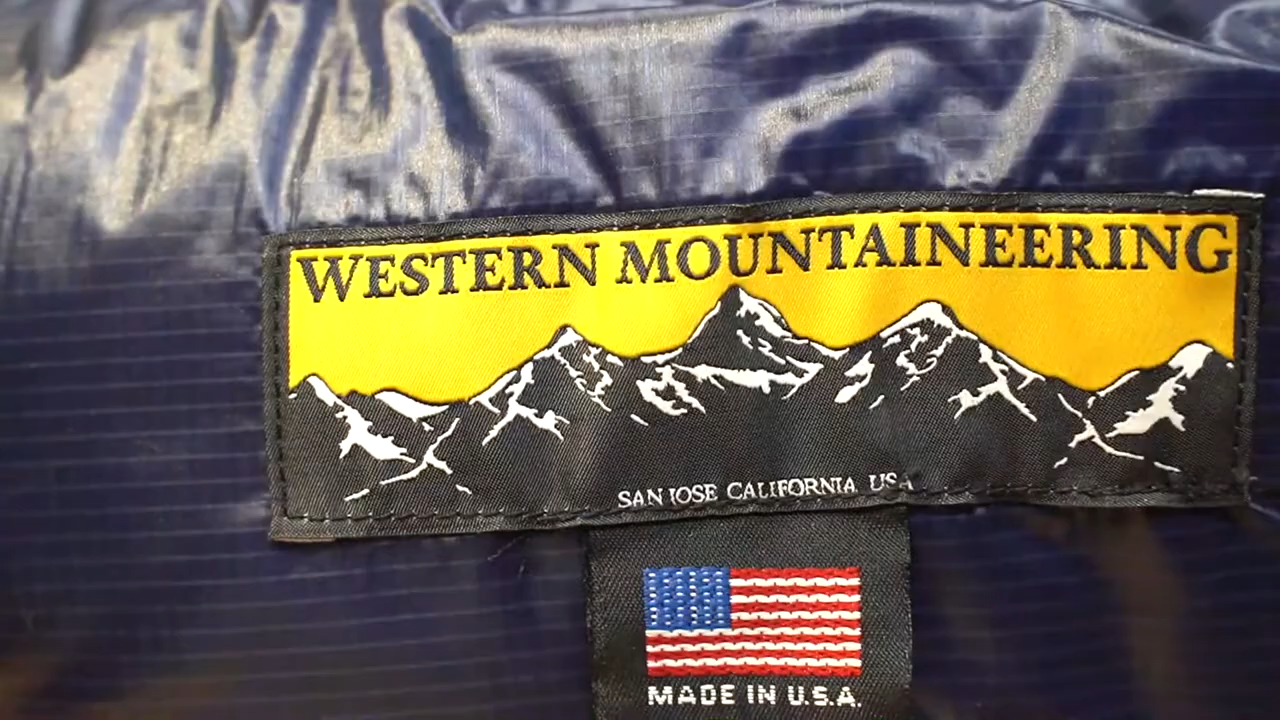 WESTERN MOUNTAINEERING
SAN JOSE CALIFORNIA USA
MADE IN U.S.A.